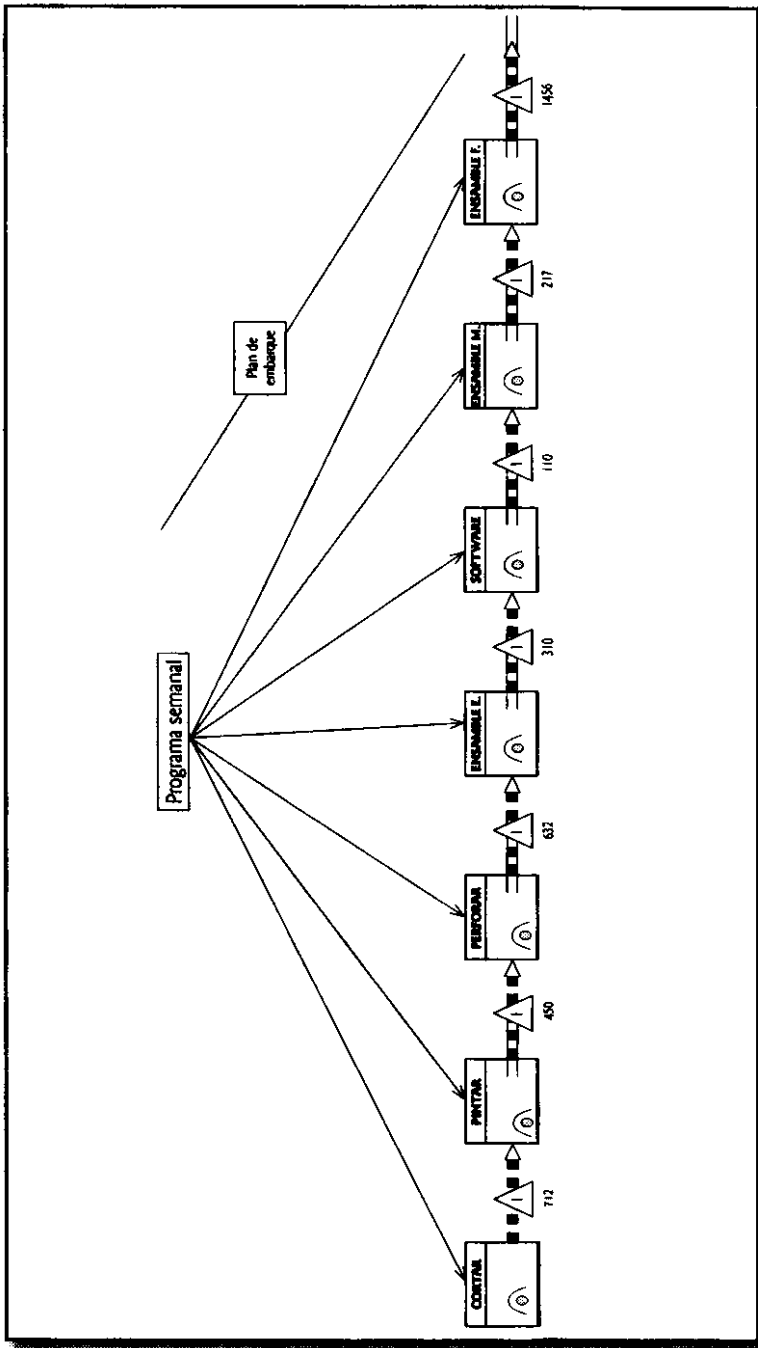 Programa semanal
Plan de
embarque
CORTAR
PINTAR
PERFORAR
ENSAMBLE E.
SOFTWARE
ENSAMBLE M.
ENSAMBLE F.
I
I
I
I
I
I
I
712
450
632
310
110
217
1456